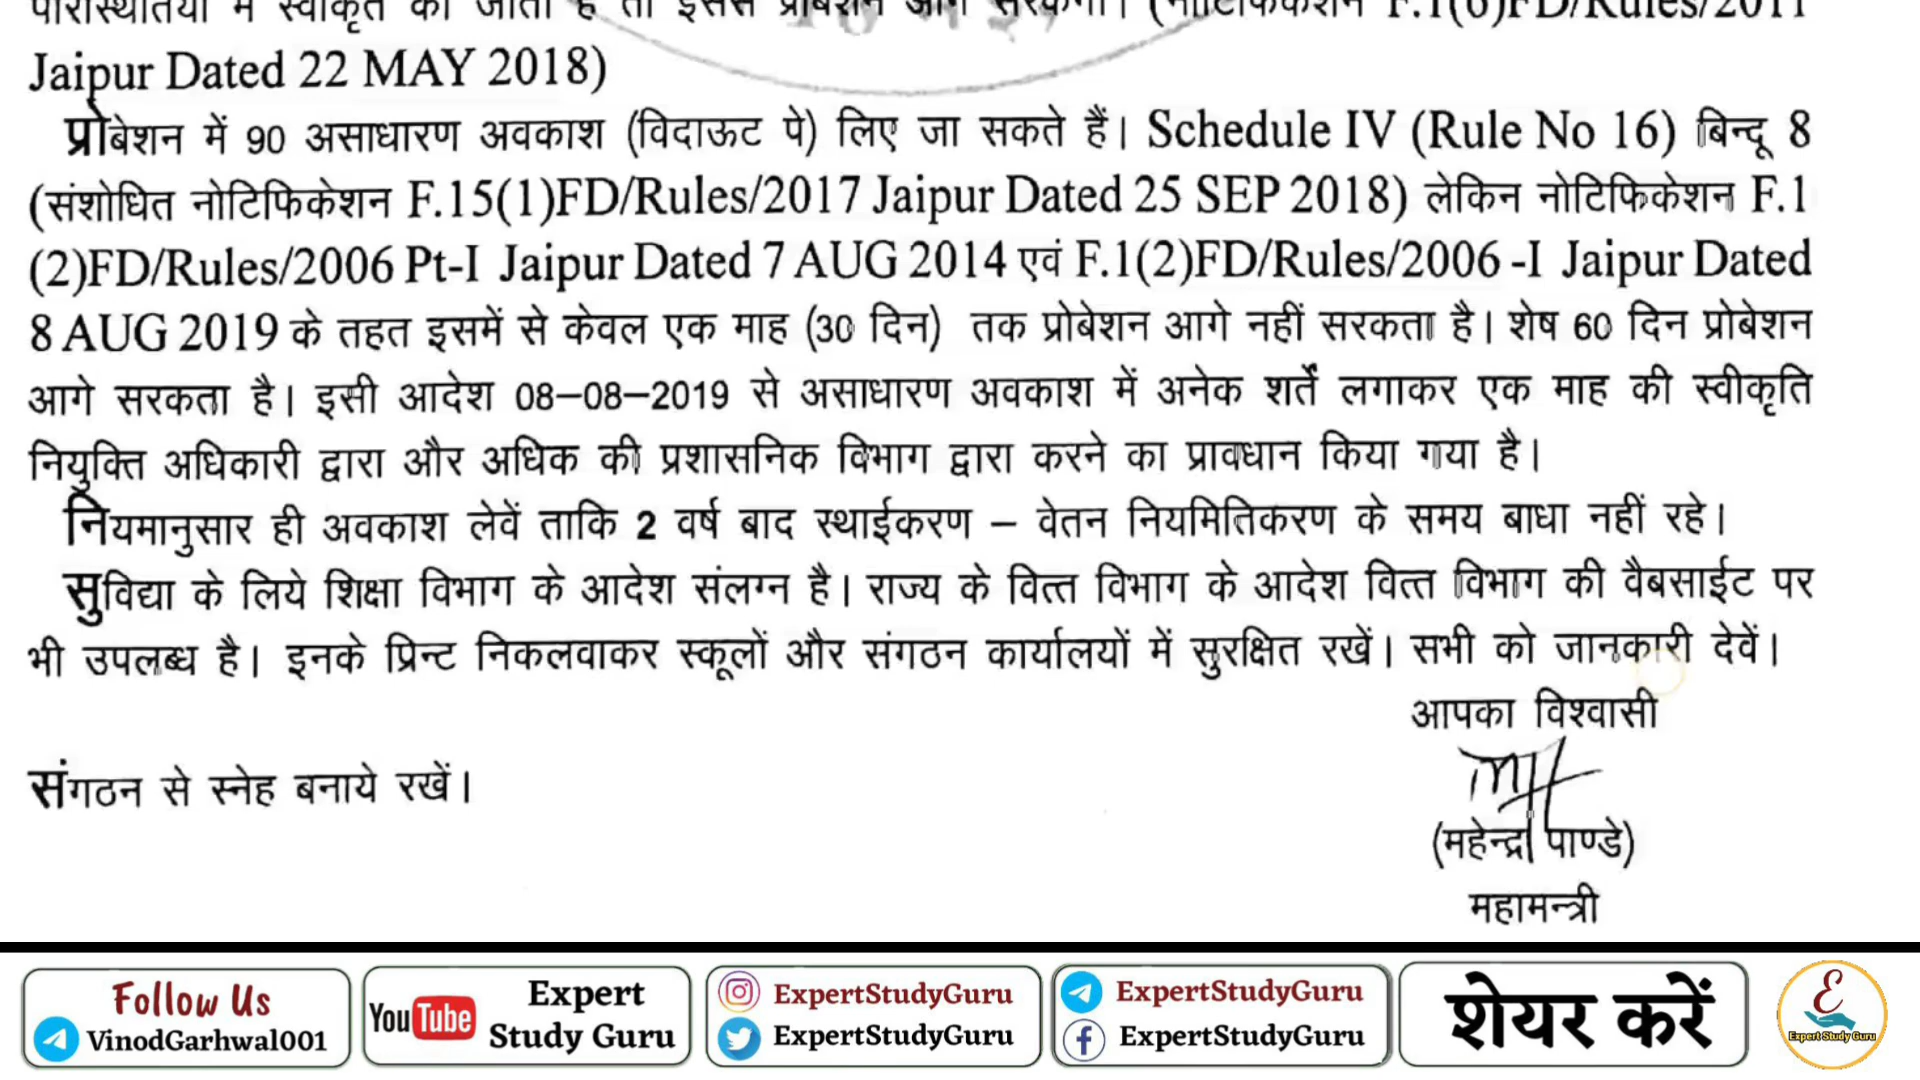 परिस्थितियों में स्वीकृत की जाती है तो इससे प्रोबेशन आगे सरकेगा। (नोटिफिकेशन F.1(6)FD/Rules/2011
Jaipur Dated 22 MAY 2018)
प्रोबेशन में 90 असाधारण अवकाश (विदाऊट पे) लिए जा सकते हैं। Schedule IV (Rule No 16) बिन्दू 8
(संशोधित नोटिफिकेशन F.15(1)FD/Rules/2017 Jaipur Dated 25 SEP 2018) लेकिन नोटिफिकेशन F.1
(2)FD/Rules/2006 Pt-I Jaipur Dated 7 AUG 2014 एवं F.1(2)FD/Rules/2006 -I Jaipur Dated
8 AUG 2019 के तहत इसमें से केवल एक माह (30 दिन) तक प्रोबेशन आगे नहीं सरकता है। शेष 60 दिन प्रोबेशन
आगे सरकता है। इसी आदेश 08–08–2019 से असाधारण अवकाश में अनेक शर्तें लगाकर एक माह की स्वीकृति
नियुक्ति अधिकारी द्वारा और अधिक की प्रशासनिक विभाग द्वारा करने का प्रावधान किया गया है।
नियमानुसार ही अवकाश लेवें ताकि 2 वर्ष बाद स्थाईकरण – वेतन नियमितिकरण के समय बाधा नहीं रहे।
सुविद्या के लिये शिक्षा विभाग के आदेश संलग्न है। राज्य के वित्त विभाग के आदेश वित्त विभाग की वैबसाईट पर
भी उपलब्ध है। इनके प्रिन्ट निकलवाकर स्कूलों और संगठन कार्यालयों में सुरक्षित रखें। सभी को जानकारी देवें।
आपका विश्वासी
संगठन से स्नेह बनाये रखें।
(महेन्द्र पाण्डे)
महामन्त्री
Follow Us
VinodGarhwal001
YouTube
Expert
Study Guru
ExpertStudyGuru
ExpertStudyGuru
ExpertStudyGuru
ExpertStudyGuru
शेयर करें
E
Expert Study Guru